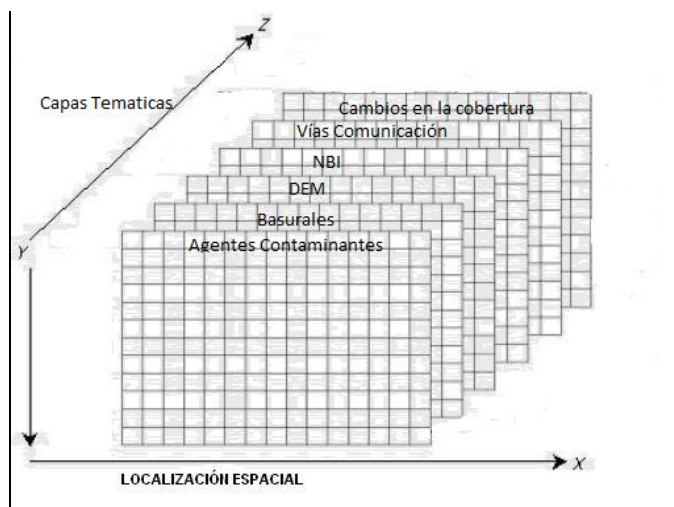 Z
Capas Tematicas
Cambios en la cobertura
Vías Comunicación
NBI
DEM
Basurales
Agentes Contaminantes
Y
X
LOCALIZACIÓN ESPACIAL